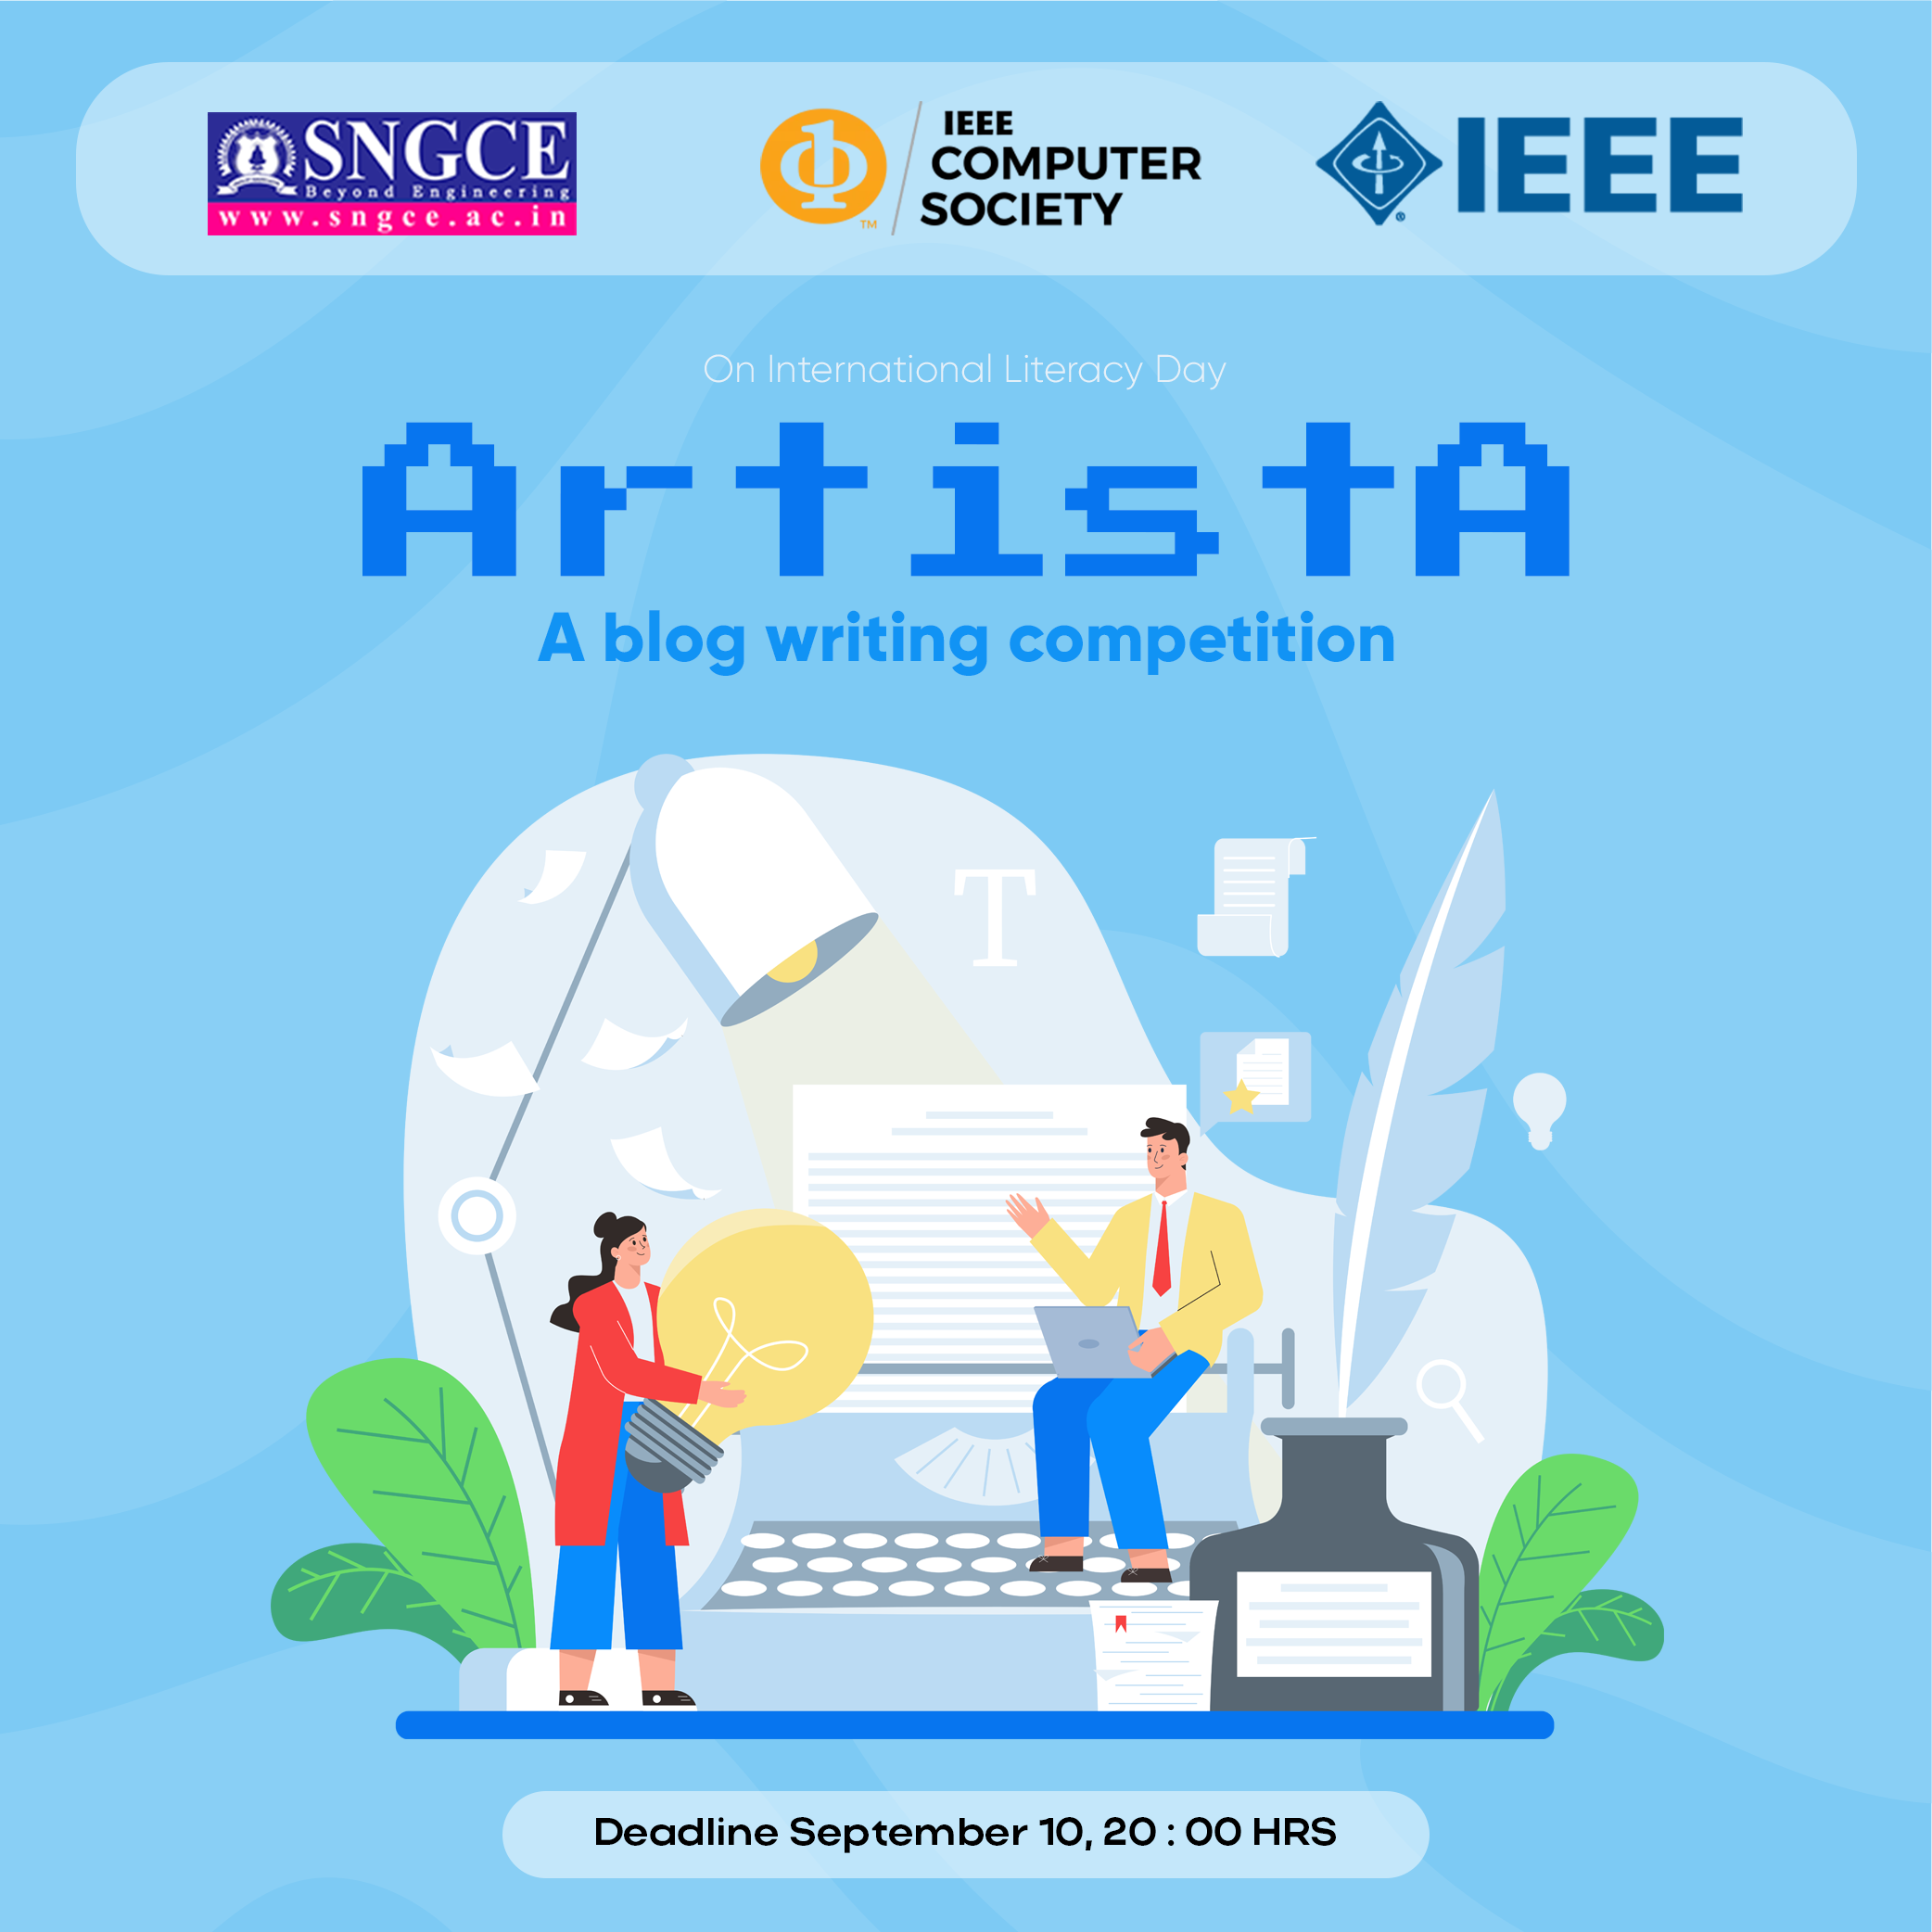 SNGCE
Beyond Engineering
www.sngce.ac.in
IEEE
COMPUTER
SOCIETY
TM
IEEE
®
On International Literacy Day
ArtistA
A blog writing competition
T
Deadline September 10, 20 : 00 HRS